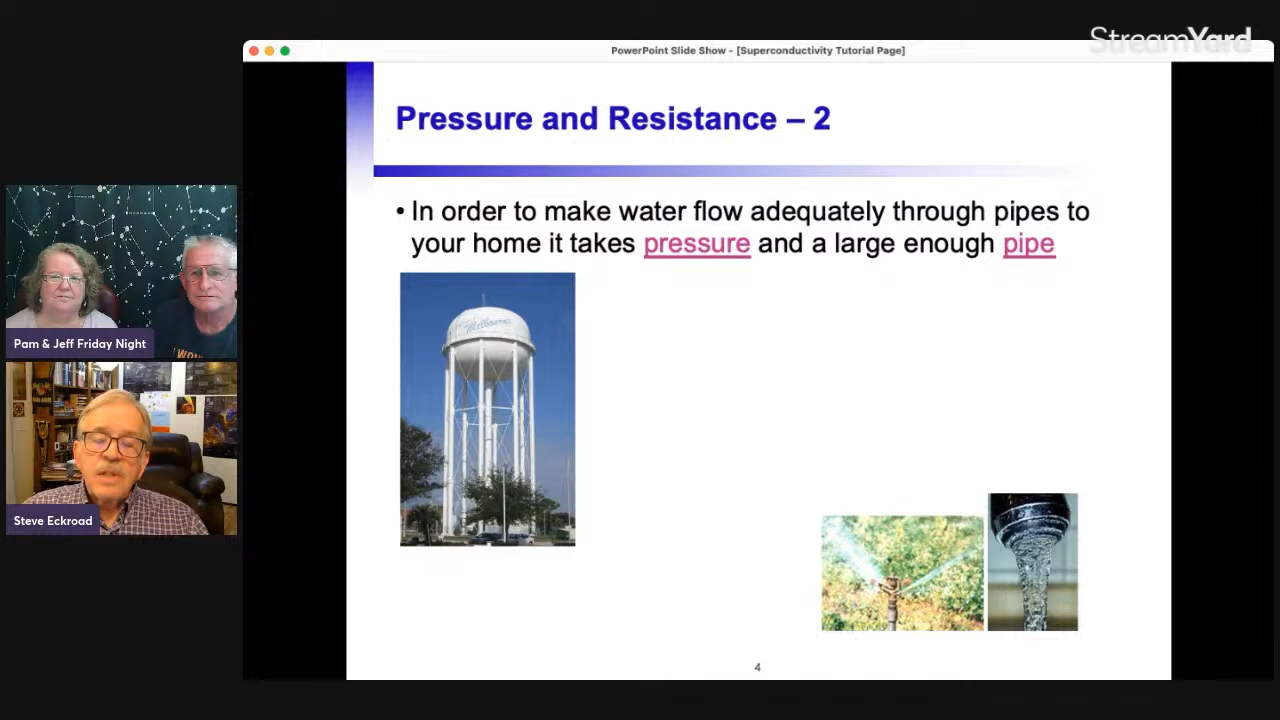 StreamYard
PowerPoint Slide Show - [Superconductivity Tutorial Page]
Pressure and Resistance – 2
• In order to make water flow adequately through pipes to
your home it takes pressure and a large enough pipe
Melbourne
Pam & Jeff Friday Night
Steve Eckroad
4